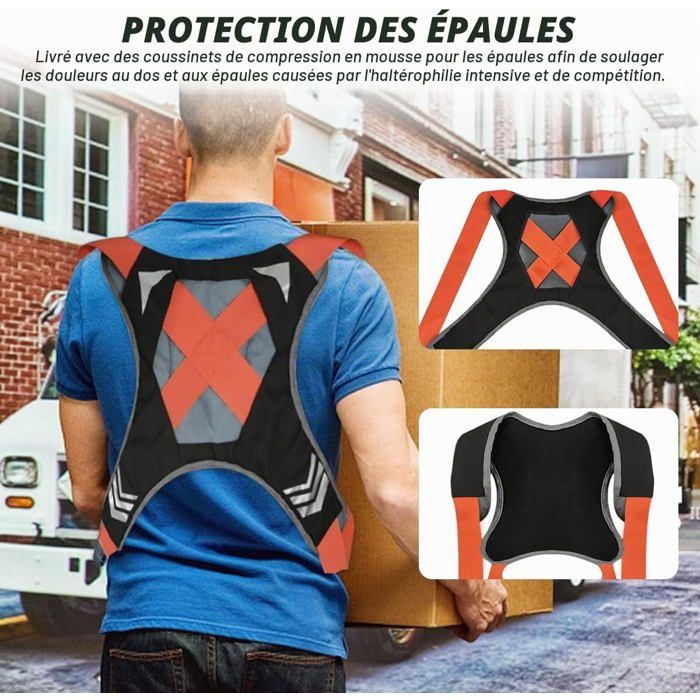 PROTECTION DES ÉPAULES
Livré avec des coussinets de compression en mousse pour les épaules afin de soulager
les douleurs au dos et aux épaules causées par l'haltérophilie intensive et de compétition.